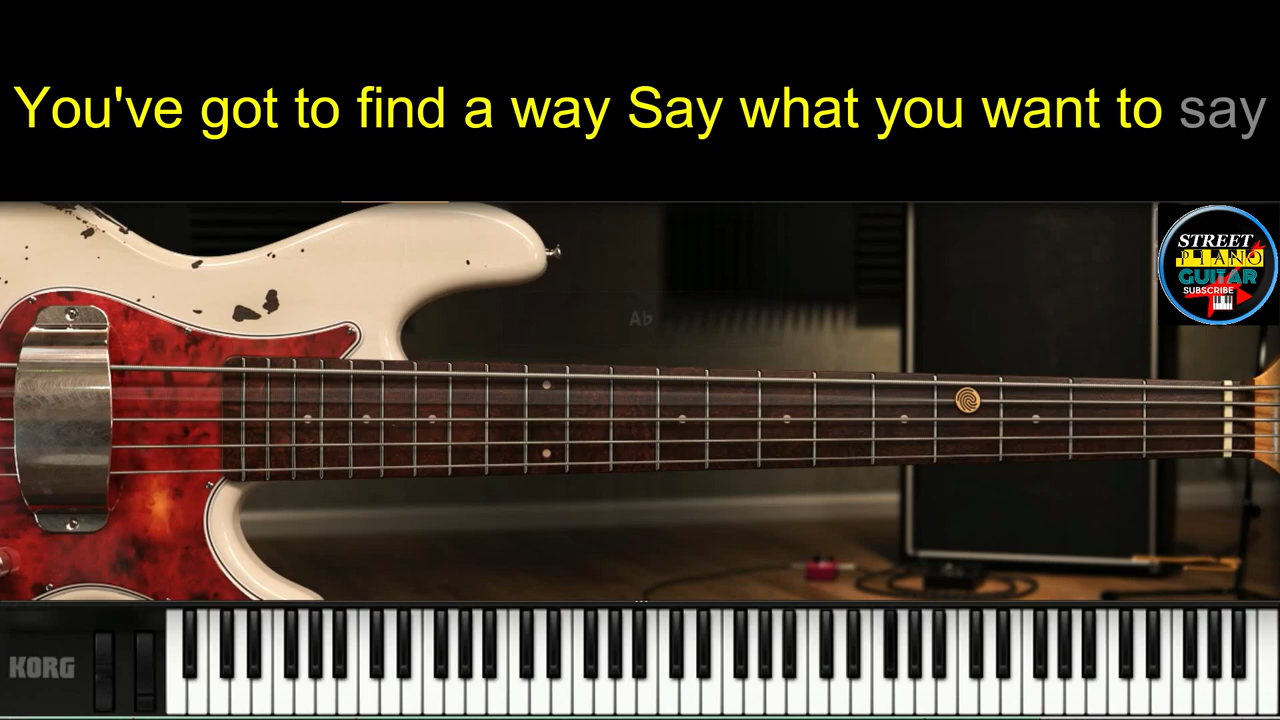 You've got to find a way Say what you want to say
STREET
PIANO
GUITAR
SUBSCRIBE
Ab
KORG